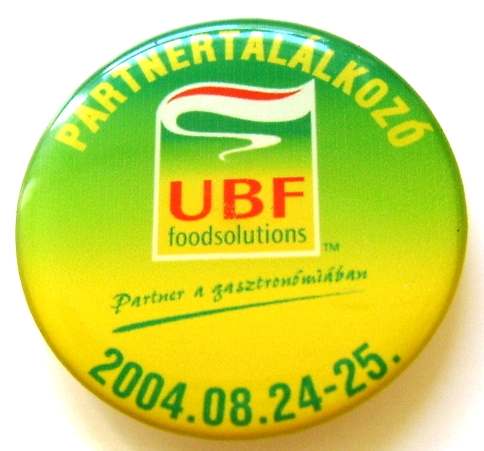 PARTNERTALÁLKOZÓ
UBF
foodsolutions
TM
Partner a gasztronómiában
2004.08.24-25.